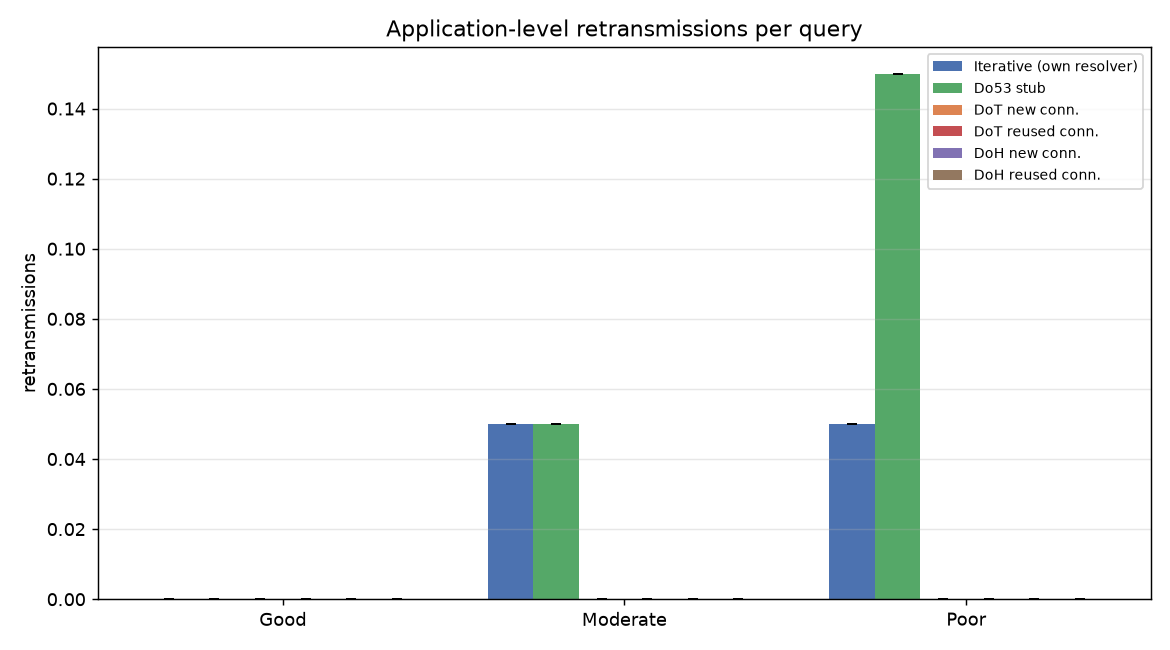 Application-level retransmissions per query
Iterative (own resolver)
Do53 stub
DoT new conn.
DoT reused conn.
DoH new conn.
DoH reused conn.
retransmissions
0.14
0.12
0.10
0.08
0.06
0.04
0.02
0.00
Good Moderate Poor